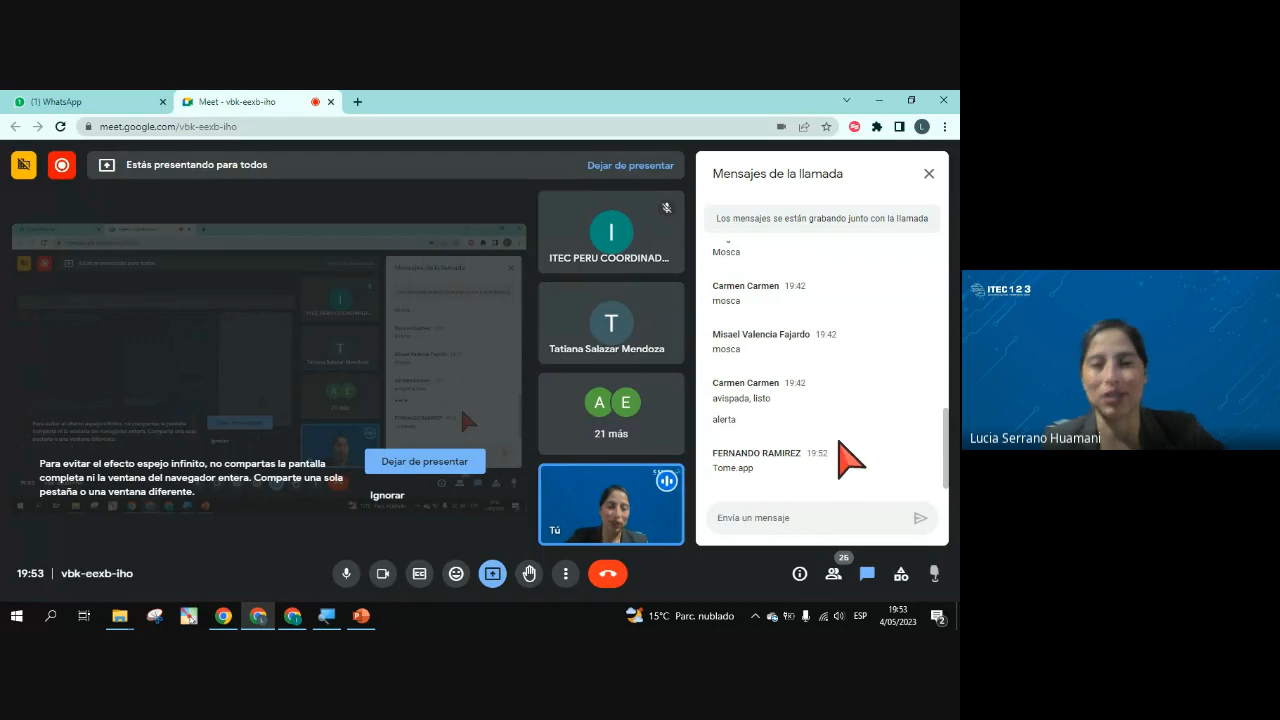 (1) WhatsApp
Meet - vbk-eexb-iho
meet.google.com/vbk-eexb-iho
L
Estás presentando para todos
Dejar de presentar
I
ITEC PERU COORDINAD...
T
Tatiana Salazar Mendoza
A E
21 más
Tú
Para evitar el efecto espejo infinito, no compartas la pantalla
completa ni la ventana del navegador entera. Comparte una sola
pestaña o una ventana diferente.
Dejar de presentar
Ignorar
Mensajes de la llamada
Los mensajes se están grabando junto con la llamada
Mosca
Carmen Carmen 19:42
mosca
Misael Valencia Fajardo 19:42
mosca
Carmen Carmen 19:42
avispada, listo
alerta
FERNANDO RAMIREZ 19:52
Tome.app
Envía un mensaje
19:53 | vbk-eexb-iho
25
15°C Parc. nublado
ESP
19:53
4/05/2023
2
ITEC 1 2 3
Lucia Serrano Huamani